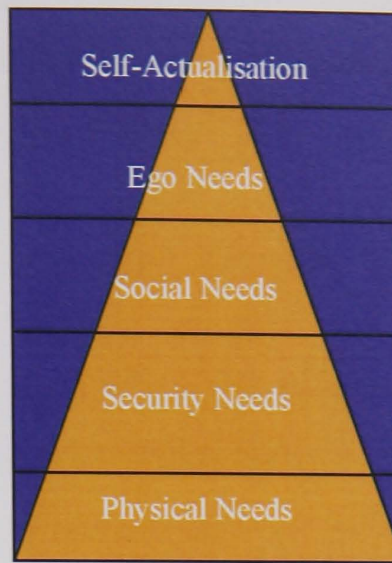 Self-Actualisation
Ego Needs
Social Needs
Security Needs
Physical Needs